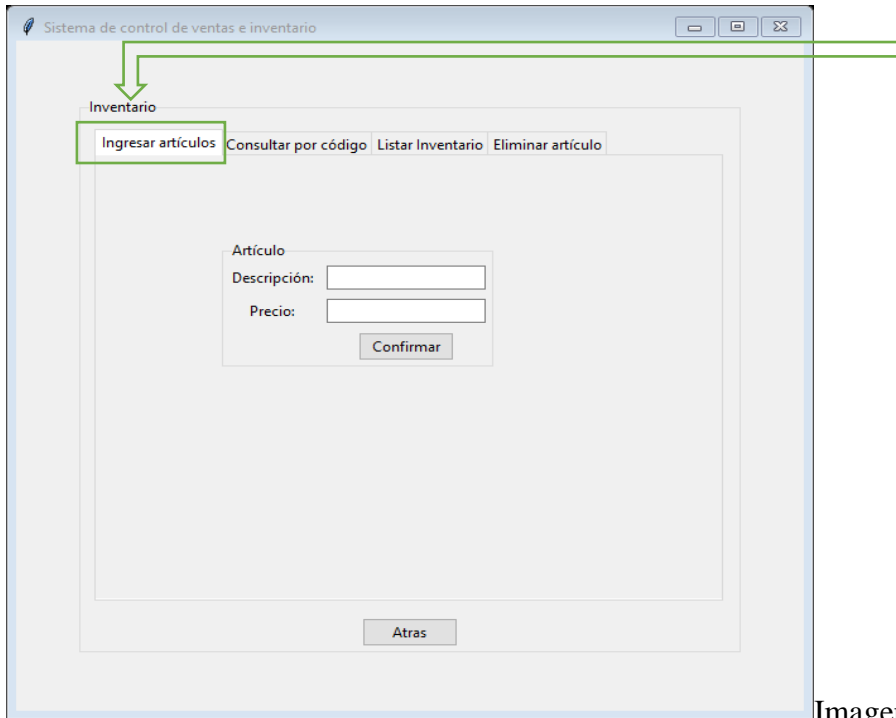 Sistema de control de ventas e inventario
Inventario
Ingresar artículos Consultar por código Listar Inventario Eliminar artículo
Artículo
Descripción:
Precio:
Confirmar
Atras